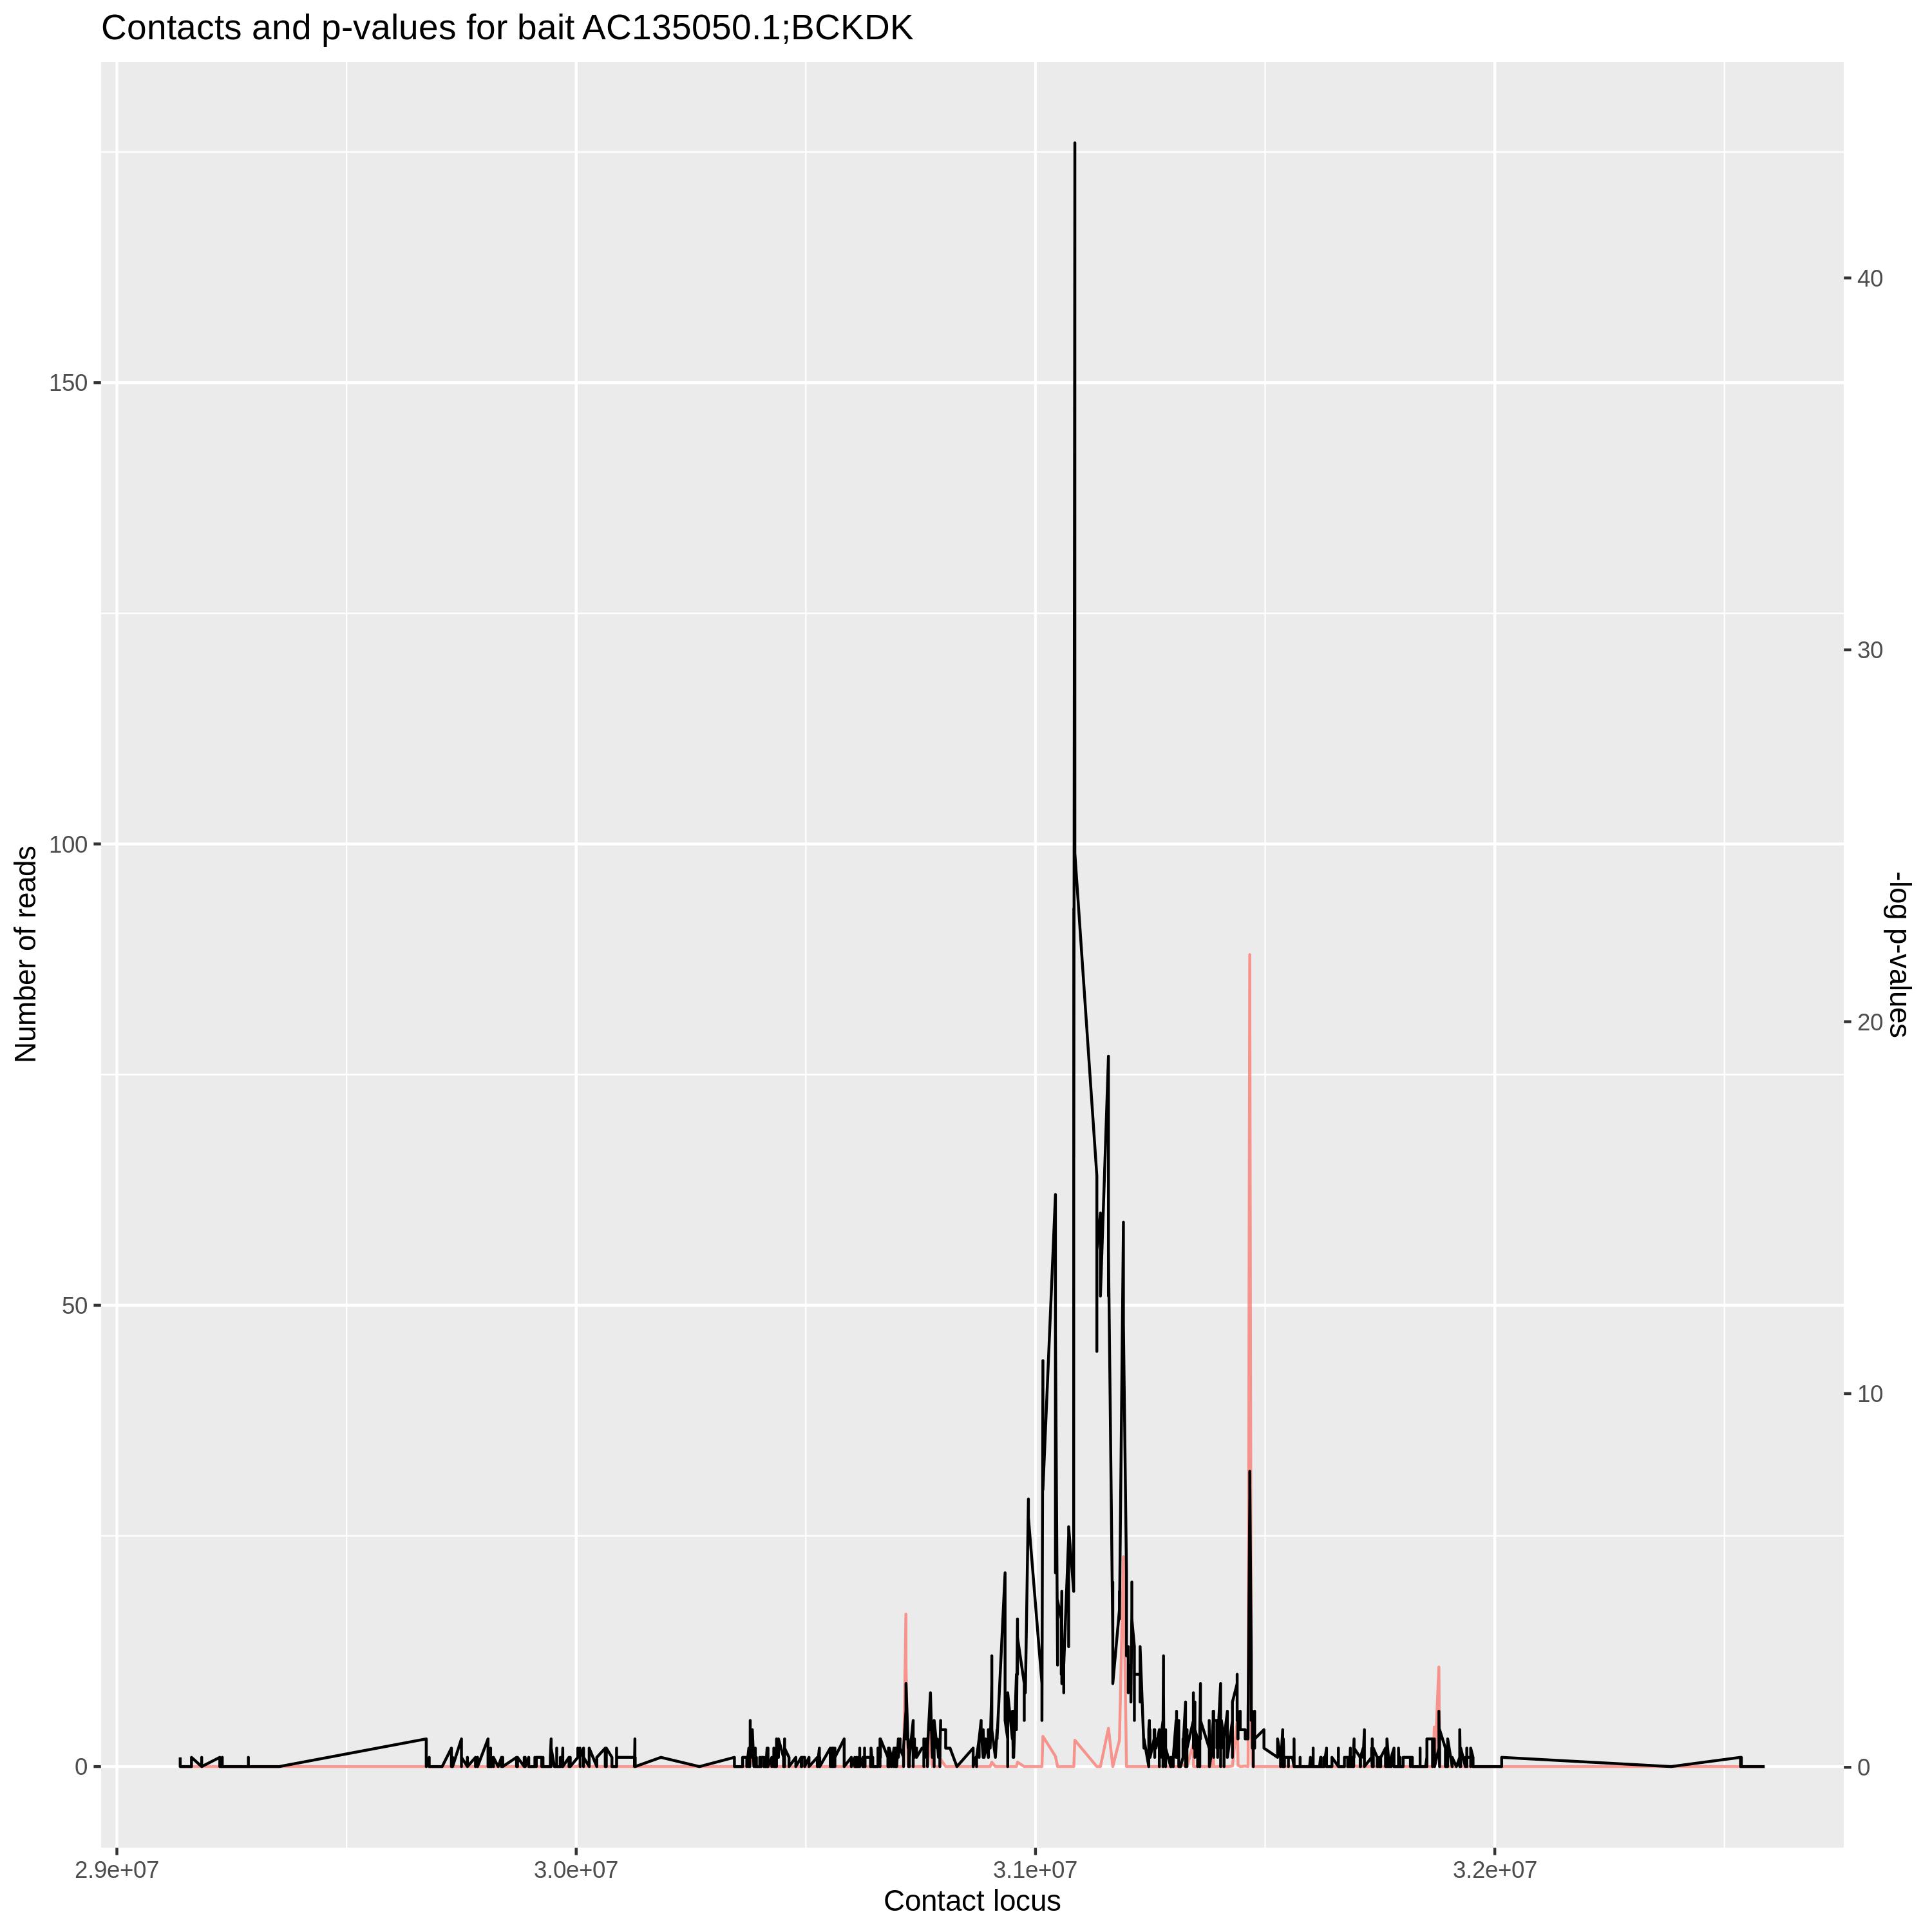 Contacts and p-values for bait AC135050.1;BCKDK
Number of reads
150
100
50
0
40
30
20
10
0
-log p-values
2.9e+07
3.0e+07
3.1e+07
3.2e+07
Contact locus